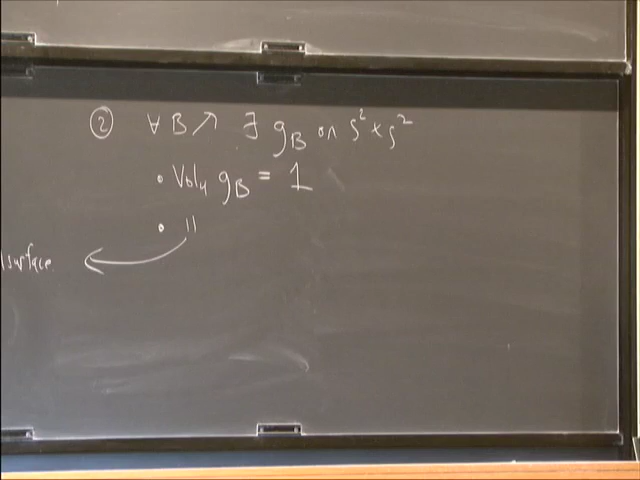 ② ∀ B ↗ ∃ g_B on S² × S²
• Vol₄ g_B = 1
• ||
surface